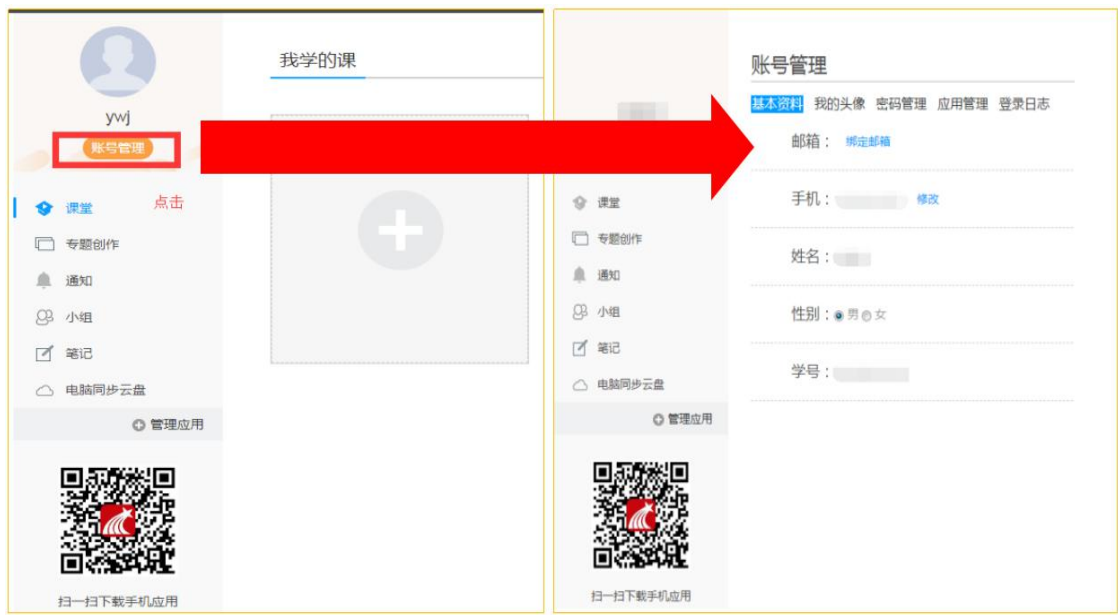 我学的课
ywj
账号管理
点击
课堂
专题创作
通知
小组
笔记
电脑同步云盘
管理应用
扫一扫下载手机应用
账号管理
基本资料 我的头像 密码管理 应用管理 登录日志
邮箱： 绑定邮箱
手机： 修改
姓名：
性别： 男 女
学号：
课堂
专题创作
通知
小组
笔记
电脑同步云盘
管理应用
扫一扫下载手机应用